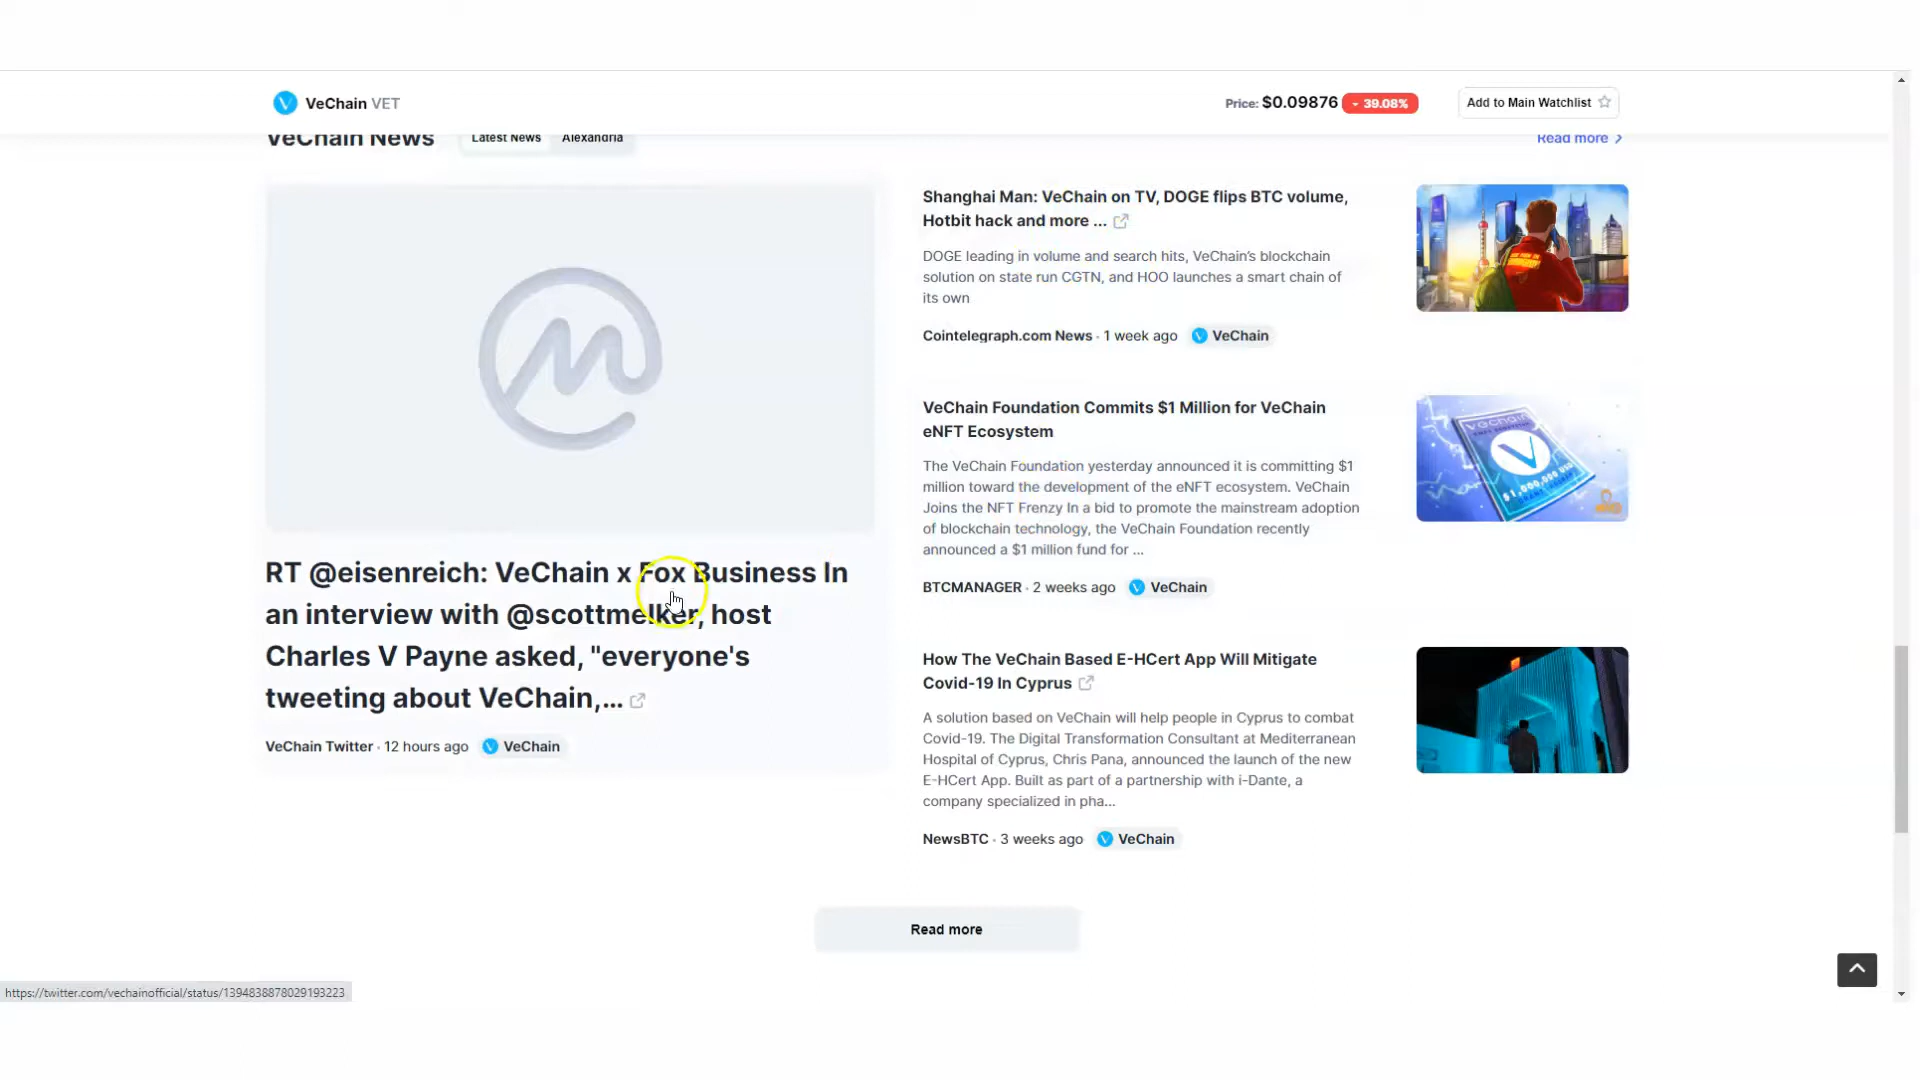 VeChain VET
Price: $0.09876 39.08%
Add to Main Watchlist
VeChain News
Latest News
Alexandria
Read more
RT @eisenreich: VeChain x Fox Business In
an interview with @scottmelker, host
Charles V Payne asked, "everyone's
tweeting about VeChain,...
VeChain Twitter · 12 hours ago
VeChain
Shanghai Man: VeChain on TV, DOGE flips BTC volume,
Hotbit hack and more ...
DOGE leading in volume and search hits, VeChain's blockchain
solution on state run CGTN, and HOO launches a smart chain of
its own
Cointelegraph.com News · 1 week ago
VeChain
VeChain Foundation Commits $1 Million for VeChain
eNFT Ecosystem
The VeChain Foundation yesterday announced it is committing $1
million toward the development of the eNFT ecosystem. VeChain
Joins the NFT Frenzy In a bid to promote the mainstream adoption
of blockchain technology, the VeChain Foundation recently
announced a $1 million fund for ...
BTCMANAGER · 2 weeks ago
VeChain
vechain
$1,000,000 USD
How The VeChain Based E-HCert App Will Mitigate
Covid-19 In Cyprus
A solution based on VeChain will help people in Cyprus to combat
Covid-19. The Digital Transformation Consultant at Mediterranean
Hospital of Cyprus, Chris Pana, announced the launch of the new
E-HCert App. Built as part of a partnership with i-Dante, a
company specialized in pha...
NewsBTC · 3 weeks ago
VeChain
Read more
https://twitter.com/vechainofficial/status/1394838878029193223